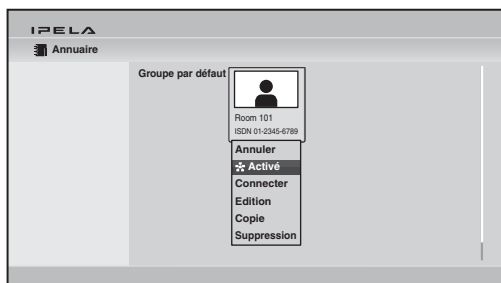 IPELA
Annuaire
Groupe par défaut
Room 101
ISDN 01-2345-6789
Annuler
Activé
Connecter
Edition
Copie
Suppression